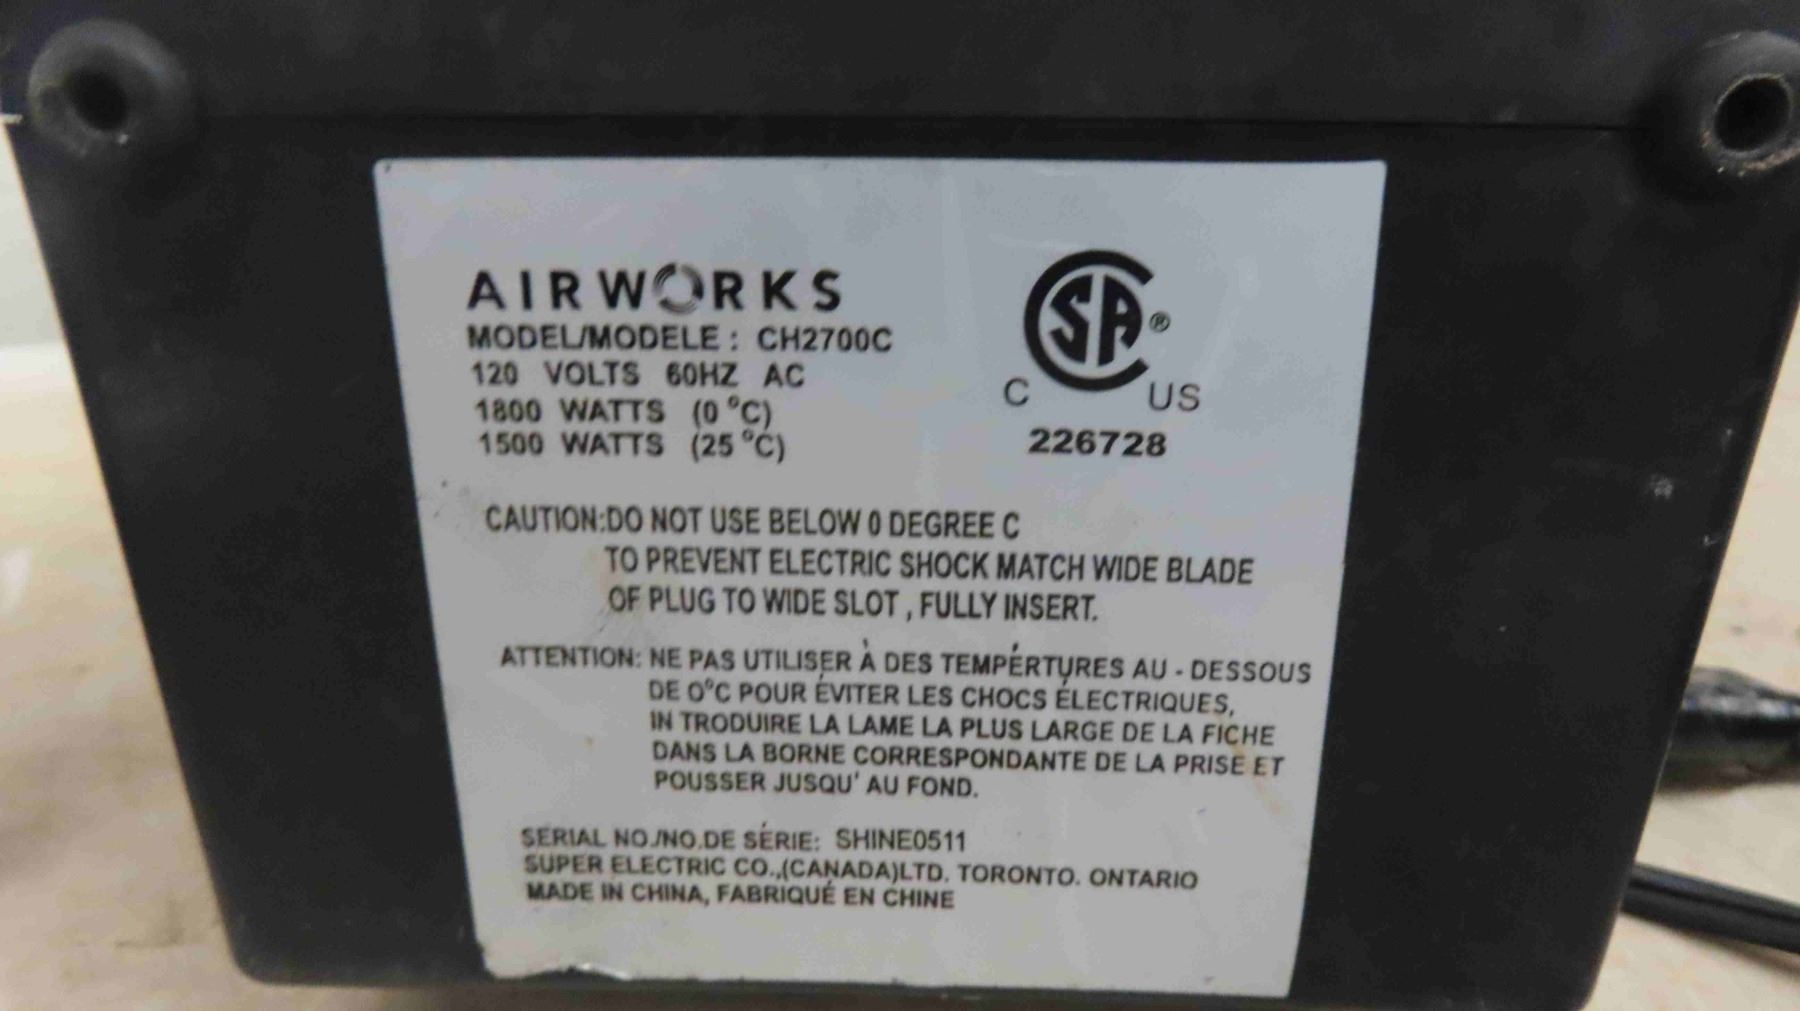 AIRWORKS
MODEL/MODELE : CH2700C
120 VOLTS 60HZ AC
1800 WATTS (0 °C)
1500 WATTS (25 °C)
SA ®
C US
226728
CAUTION:DO NOT USE BELOW 0 DEGREE C
TO PREVENT ELECTRIC SHOCK MATCH WIDE BLADE
OF PLUG TO WIDE SLOT , FULLY INSERT.
ATTENTION: NE PAS UTILISER À DES TEMPÉRTURES AU - DESSOUS
DE 0°C POUR ÉVITER LES CHOCS ÉLECTRIQUES,
IN TRODUIRE LA LAME LA PLUS LARGE DE LA FICHE
DANS LA BORNE CORRESPONDANTE DE LA PRISE ET
POUSSER JUSQU' AU FOND.
SERIAL NO./NO.DE SÉRIE: SHINE0511
SUPER ELECTRIC CO.,(CANADA)LTD. TORONTO. ONTARIO
MADE IN CHINA, FABRIQUÉ EN CHINE